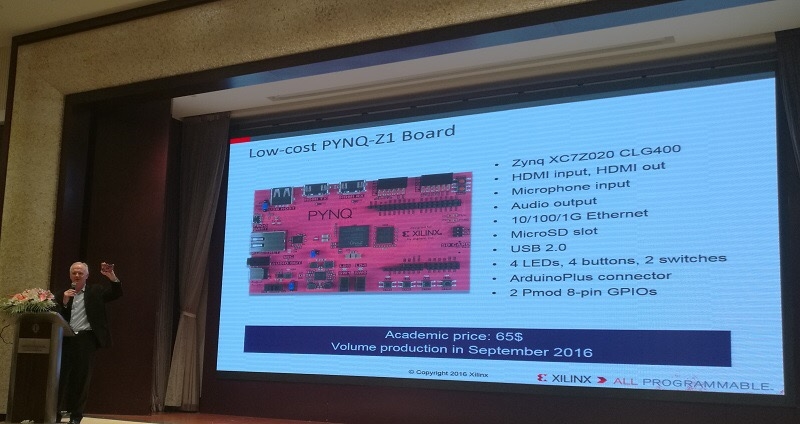 Low-cost PYNQ-Z1 Board
PYNQ
XILINX
• Zynq XC7Z020 CLG400
• HDMI input, HDMI out
• Microphone input
• Audio output
• 10/100/1G Ethernet
• MicroSD slot
• USB 2.0
• 4 LEDs, 4 buttons, 2 switches
• ArduinoPlus connector
• 2 Pmod 8-pin GPIOs
Academic price: 65$
Volume production in September 2016
© Copyright 2016 Xilinx
XILINX
ALL PROGRAMMABLE.